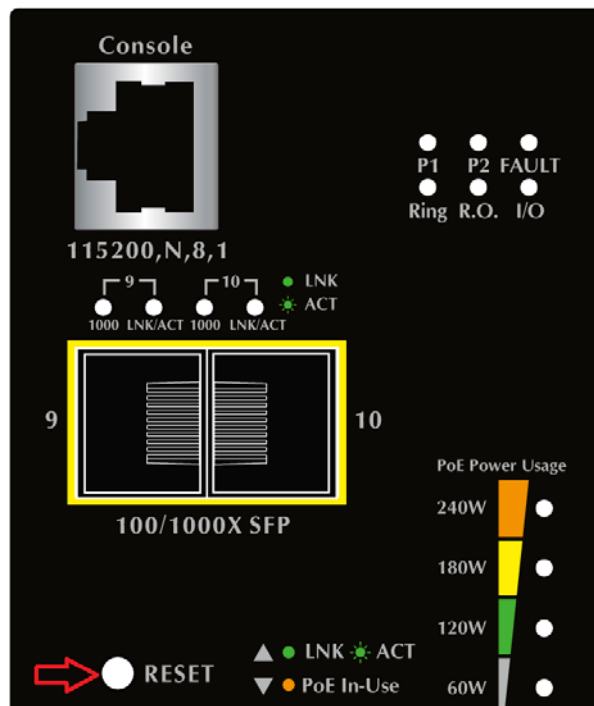 Console
115200,N,8,1
P1 P2 FAULT
Ring R.O. I/O
9 10 LNK
ACT
1000 LNK/ACT 1000 LNK/ACT
9 10
100/1000X SFP
PoE Power Usage
240W
180W
120W
60W
RESET
LNK ACT
PoE In-Use